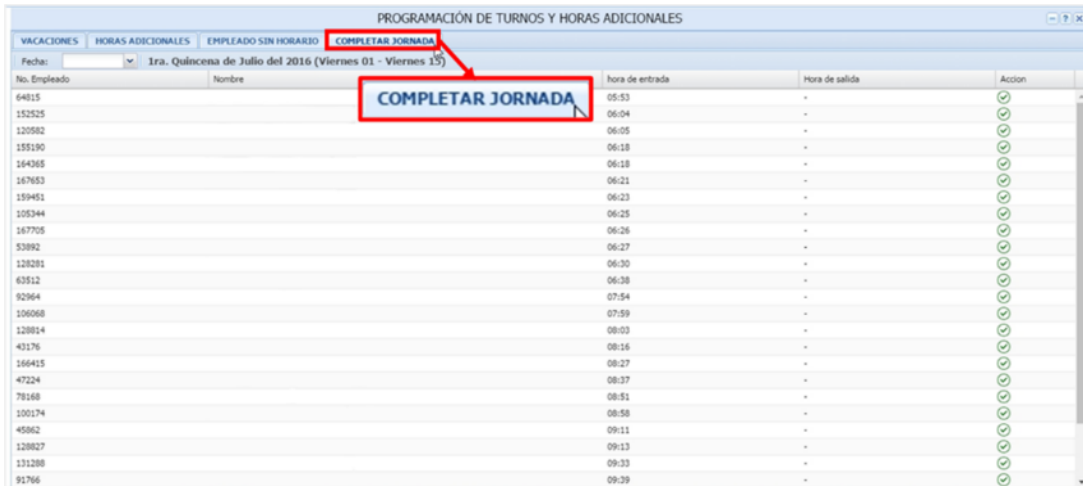 PROGRAMACIÓN DE TURNOS Y HORAS ADICIONALES
VACACIONES HORAS ADICIONALES EMPLEADO SIN HORARIO COMPLETAR JORNADA
Fecha: 1ra. Quincena de Julio del 2016 (Viernes 01 - Viernes 15)
No. Empleado Nombre hora de entrada Hora de salida Accion
COMPLETAR JORNADA
64815 05:53 -
152525 06:04 -
120582 06:05 -
155190 06:18 -
164365 06:18 -
167653 06:21 -
159451 06:23 -
105344 06:25 -
167705 06:26 -
53892 06:27 -
128281 06:30 -
63512 06:38 -
92964 07:54 -
106068 07:59 -
128814 08:03 -
43176 08:16 -
166415 08:27 -
47224 08:37 -
78168 08:51 -
100174 08:58 -
45862 09:11 -
128827 09:13 -
131288 09:33 -
91766 09:39 -